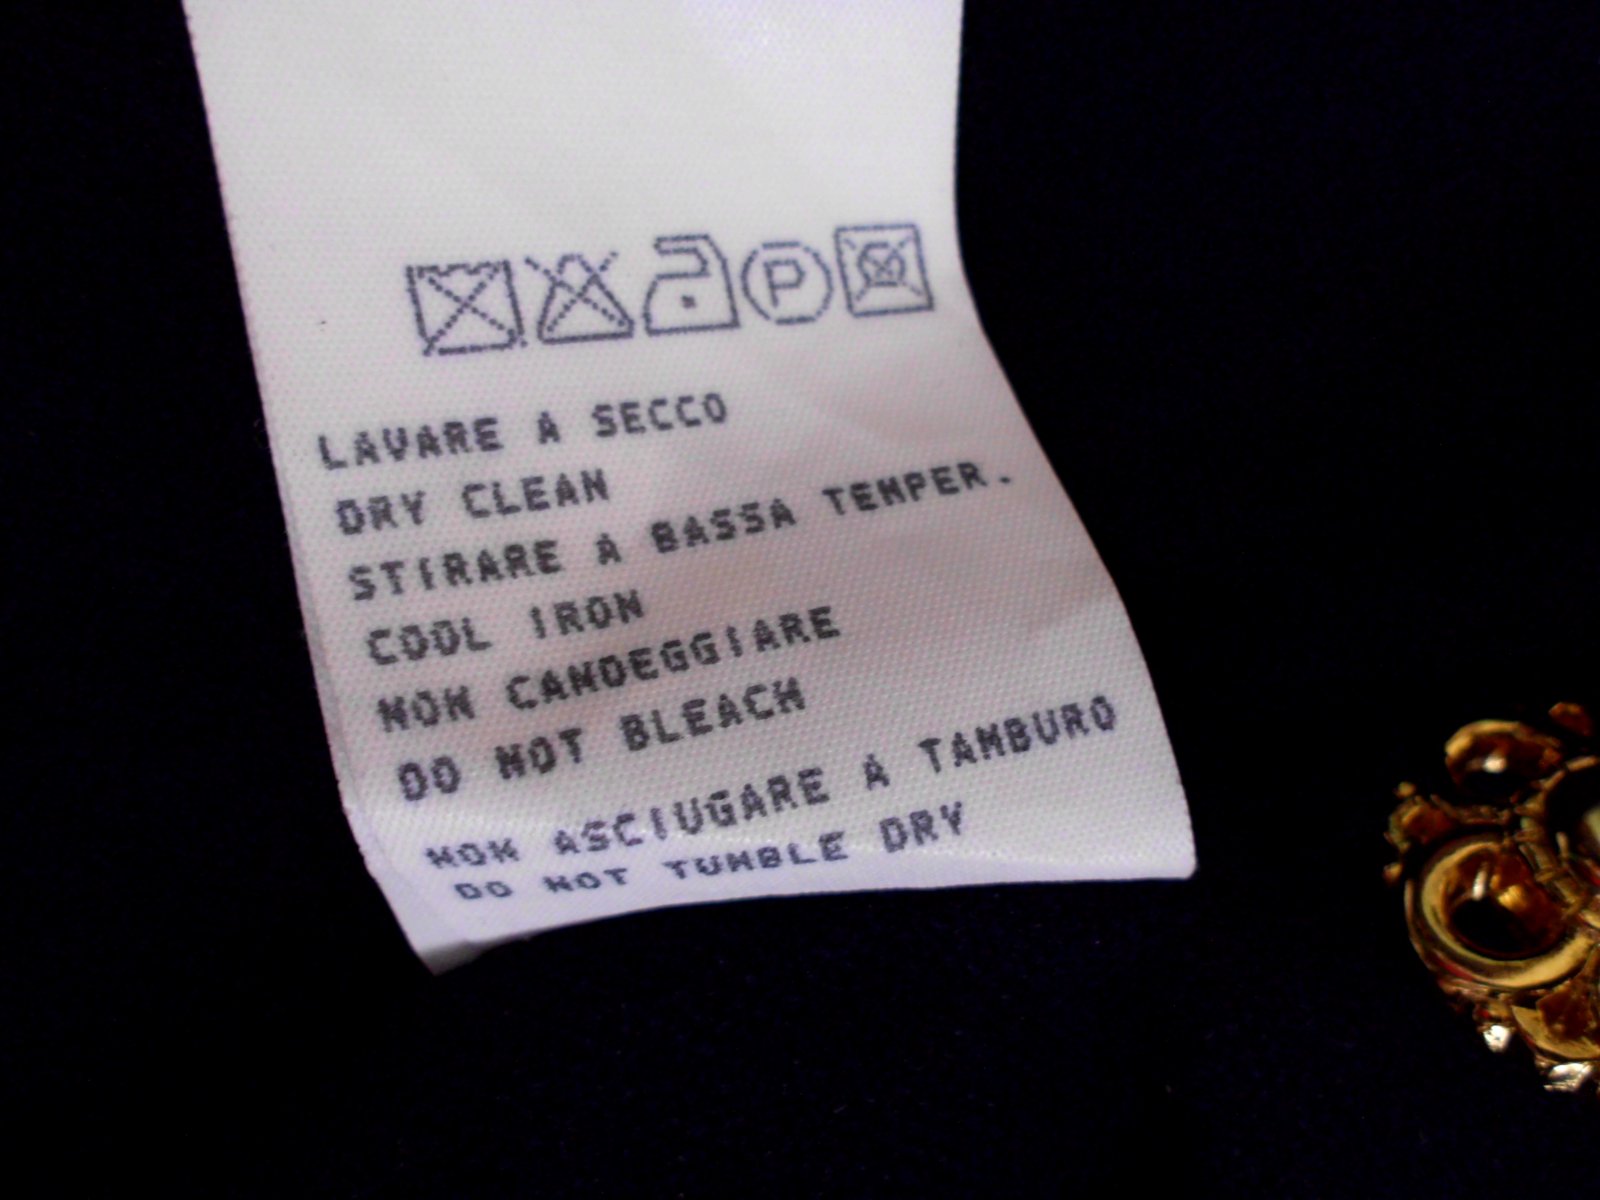 P
LAVARE A SECCO
DRY CLEAN
STIRARE A BASSA TEMPER.
COOL IRON
NON CANDEGGIARE
DO NOT BLEACH
NON ASCIUGARE A TAMBURO
DO NOT TUMBLE DRY